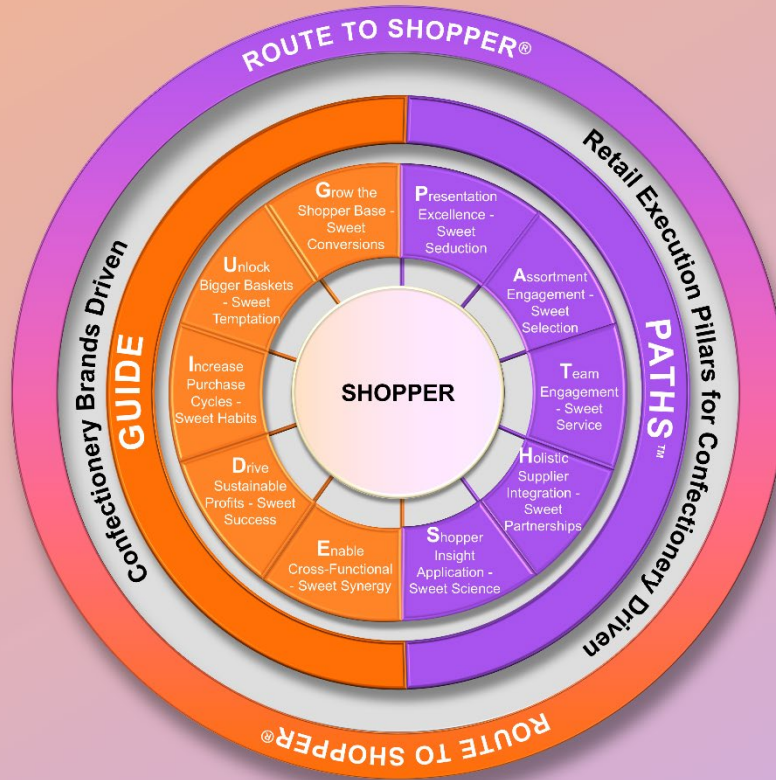 ROUTE TO SHOPPER®
Confectionery Brands Driven
Retail Execution Pillars for Confectionery Driven
GUIDE
PATHS™
Grow the
Shopper Base -
Sweet
Conversions
Unlock
Bigger Baskets -
Sweet
Temptation
Increase
Purchase
Cycles -
Sweet Habits
Drive
Sustainable
Profits - Sweet
Success
Enable
Cross-Functional
- Sweet Synergy
Presentation
Excellence -
Sweet
Seduction
Assortment
Engagement -
Sweet
Selection
Team
Engagement
- Sweet
Service
Holistic
Supplier
Integration -
Sweet
Partnerships
Shopper
Insight
Application -
Sweet Science
SHOPPER
ROUTE TO SHOPPER®